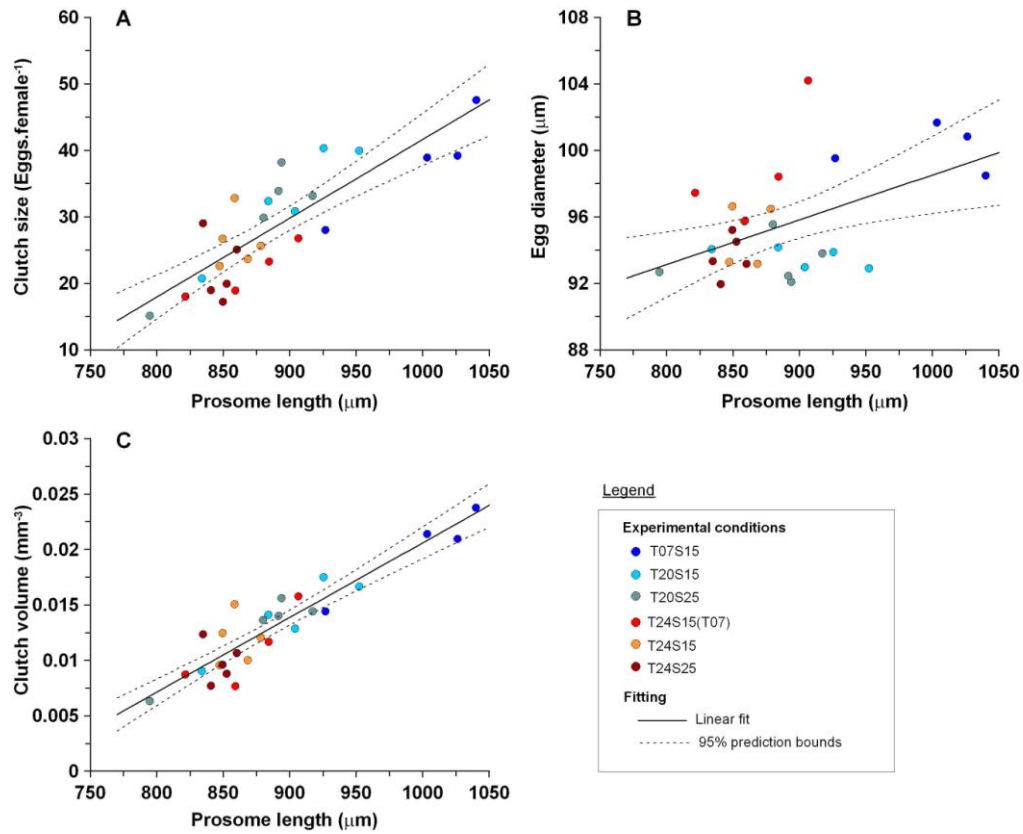 A
Clutch size (Eggs.female⁻¹)
60
50
40
30
20
10
750 800 850 900 950 1000 1050
Prosome length (μm)
B
Egg diameter (μm)
108
104
100
96
92
88
750 800 850 900 950 1000 1050
Prosome length (μm)
C
Clutch volume (mm⁻³)
0.03
0.025
0.02
0.015
0.01
0.005
0
750 800 850 900 950 1000 1050
Prosome length (μm)
Legend
Experimental conditions
T07S15
T20S15
T20S25
T24S15(T07)
T24S15
T24S25
Fitting
Linear fit
95% prediction bounds